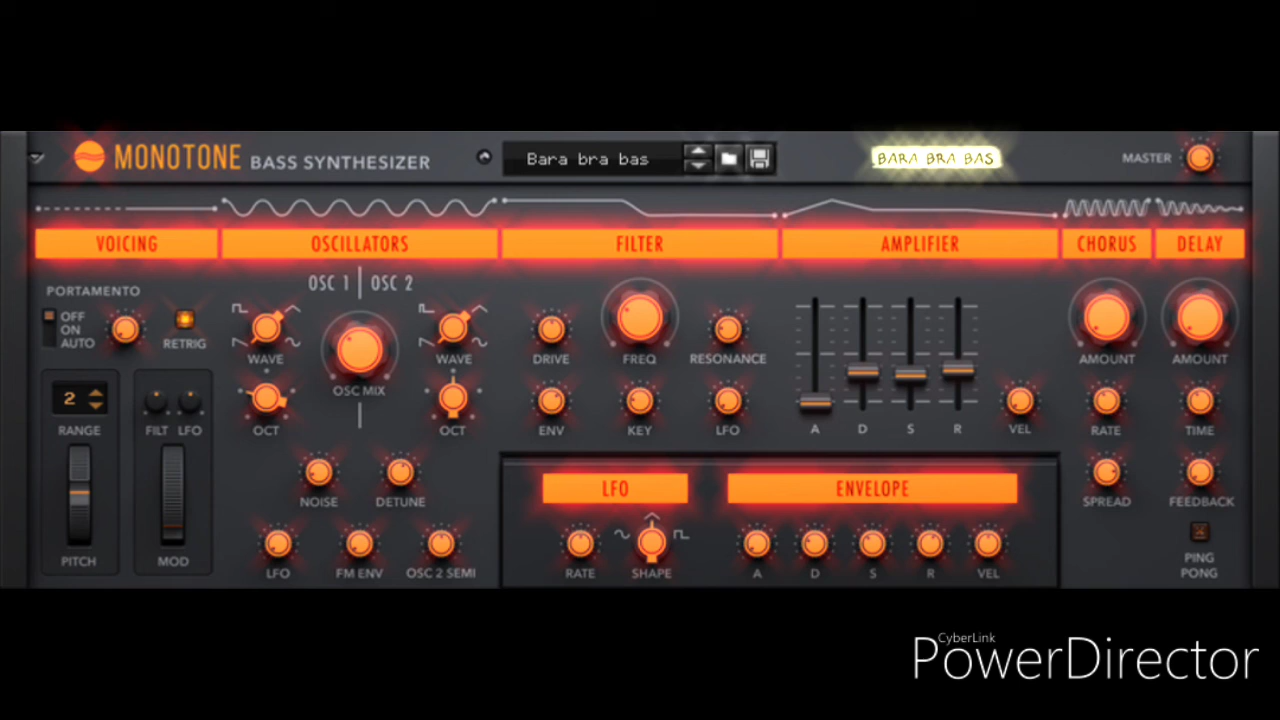 MONOTONE BASS SYNTHESIZER
Bara bra bas
BARA BRA BAS
MASTER
VOICING
OSCILLATORS
FILTER
AMPLIFIER
CHORUS
DELAY
PORTAMENTO
OFF
ON
AUTO
RETRIG
OSC 1
OSC 2
WAVE
OSC MIX
WAVE
DRIVE
FREQ
RESONANCE
AMOUNT
AMOUNT
2
RANGE
FILT
LFO
OCT
OCT
ENV
KEY
LFO
A
D
S
R
VEL
RATE
TIME
NOISE
DETUNE
LFO
ENVELOPE
SPREAD
FEEDBACK
PITCH
MOD
LFO
FM ENV
OSC 2 SEMI
RATE
SHAPE
A
D
S
R
VEL
PING
PONG
CyberLink
PowerDirector